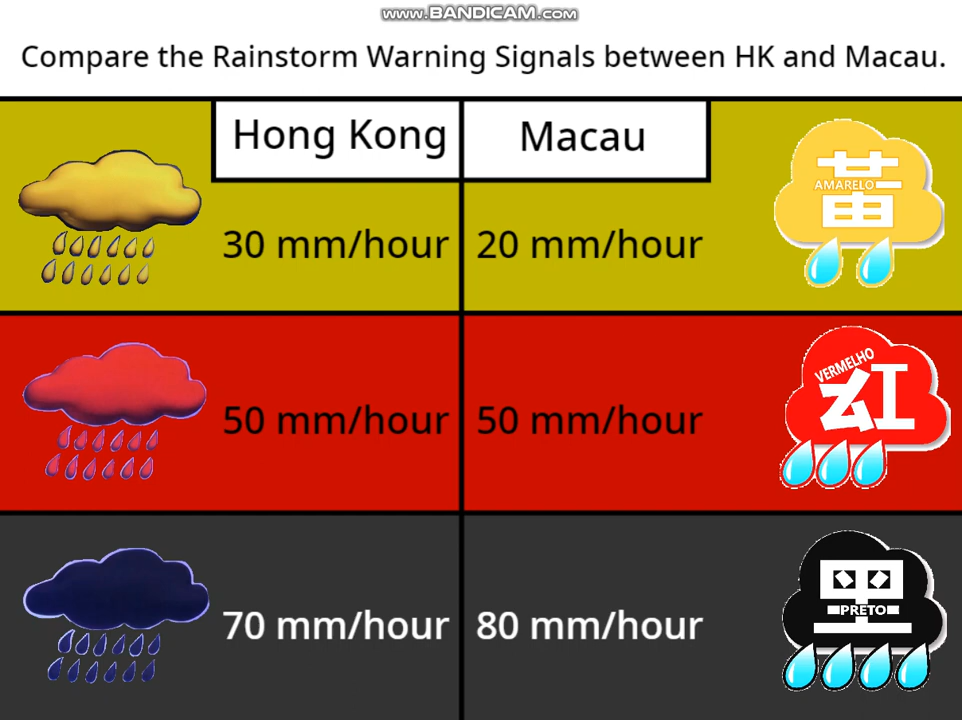 www.BANDICAM.com
Compare the Rainstorm Warning Signals between HK and Macau.
Hong Kong
Macau
30 mm/hour
20 mm/hour
黃
AMARELO
50 mm/hour
50 mm/hour
VERMELHO
紅
70 mm/hour
80 mm/hour
黑
PRETO